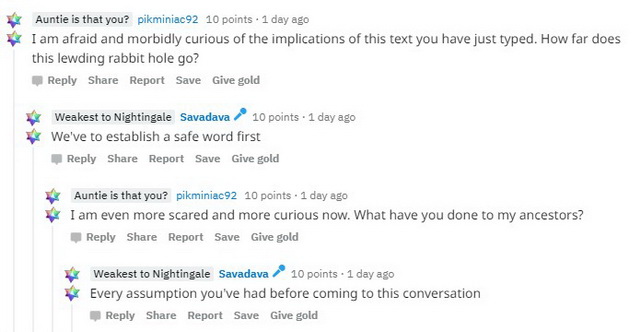 Auntie is that you? pikminiac92 10 points · 1 day ago
I am afraid and morbidly curious of the implications of this text you have just typed. How far does
this lewding rabbit hole go?
Reply Share Report Save Give gold
Weakest to Nightingale Savadava 10 points · 1 day ago
We've to establish a safe word first
Reply Share Report Save Give gold
Auntie is that you? pikminiac92 10 points · 1 day ago
I am even more scared and more curious now. What have you done to my ancestors?
Reply Share Report Save Give gold
Weakest to Nightingale Savadava 10 points · 1 day ago
Every assumption you've had before coming to this conversation
Reply Share Report Save Give gold